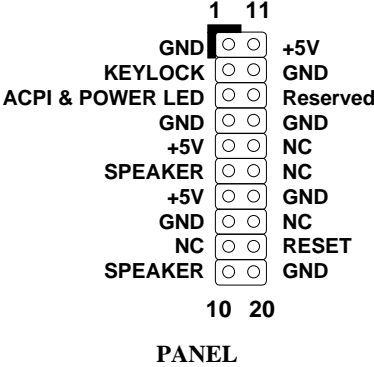 1 11
GND +5V
KEYLOCK GND
ACPI & POWER LED Reserved
GND GND
+5V NC
SPEAKER NC
+5V GND
GND NC
NC RESET
SPEAKER GND
10 20
PANEL